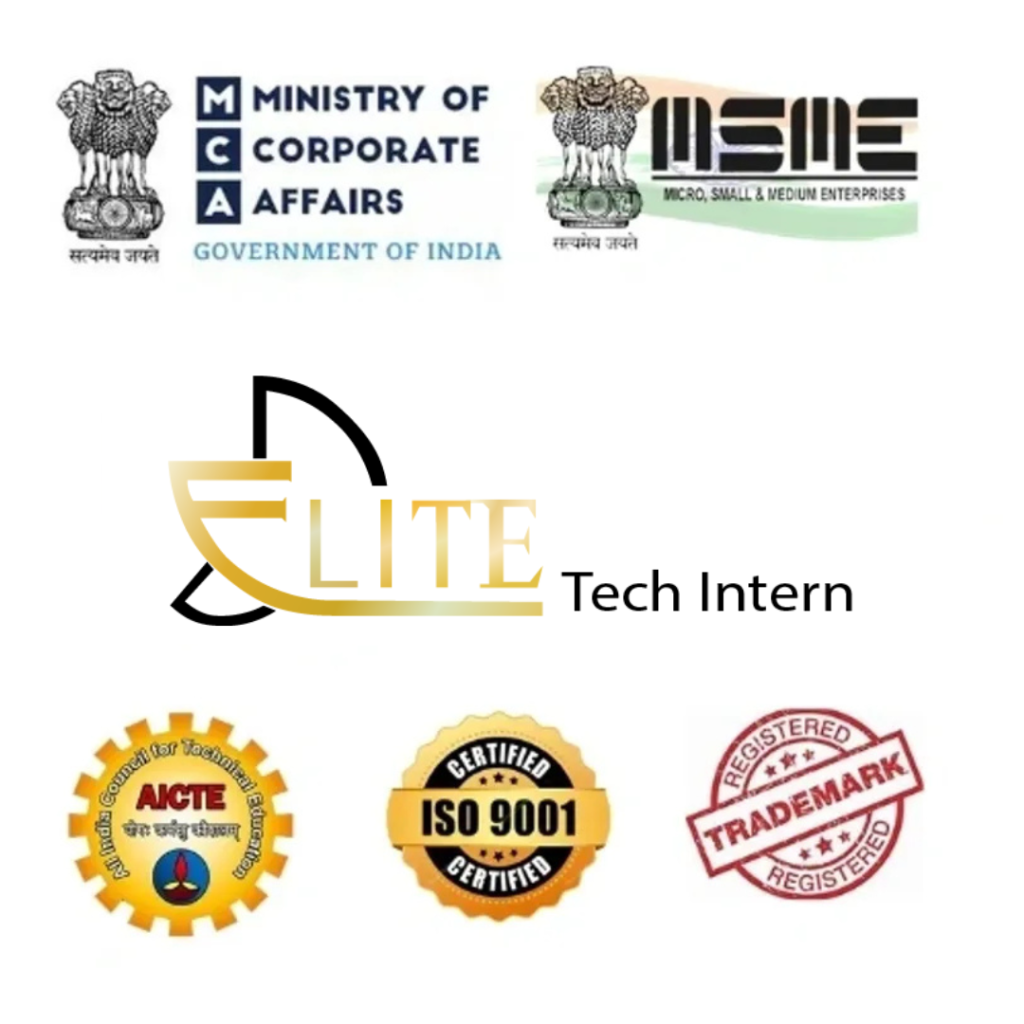 M MINISTRY OF
C CORPORATE
A AFFAIRS
GOVERNMENT OF INDIA
सत्यमेव जयते
MSME
MICRO, SMALL & MEDIUM ENTERPRISES
सत्यमेव जयते
ELITE
Tech Intern
All India Council for Technical Education
AICTE
CERTIFIED
ISO 9001
CERTIFIED
REGISTERED
TRADEMARK
REGISTERED